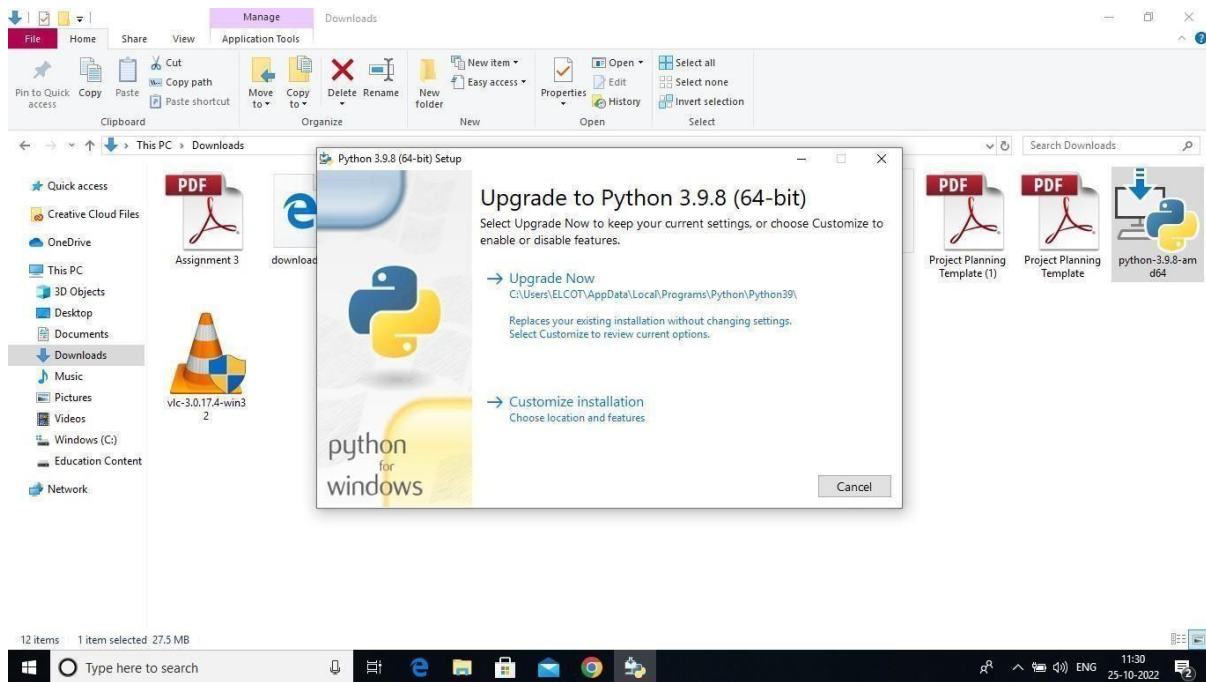 Manage
Downloads
File
Home
Share
View
Application Tools
Pin to Quick
access
Copy
Paste
Cut
Copy path
Paste shortcut
Clipboard
Move
to
Copy
to
Delete
Rename
Organize
New
folder
New item
Easy access
New
Properties
Open
Edit
History
Open
Select all
Select none
Invert selection
Select
This PC
Downloads
Search Downloads
Quick access
Creative Cloud Files
OneDrive
This PC
3D Objects
Desktop
Documents
Downloads
Music
Pictures
Videos
Windows (C:)
Education Content
Network
PDF
Assignment 3
download
vlc-3.0.17.4-win3
2
Python 3.9.8 (64-bit) Setup
Upgrade to Python 3.9.8 (64-bit)
Select Upgrade Now to keep your current settings, or choose Customize to
enable or disable features.
Upgrade Now
C:\Users\ELCOT\AppData\Local\Programs\Python\Python39\
Replaces your existing installation without changing settings.
Select Customize to review current options.
Customize installation
Choose location and features
python
for
windows
Cancel
PDF
Project Planning
Template (1)
PDF
Project Planning
Template
python-3.9.8-am
d64
12 items
1 item selected 27.5 MB
Type here to search
ENG
11:30
25-10-2022
2